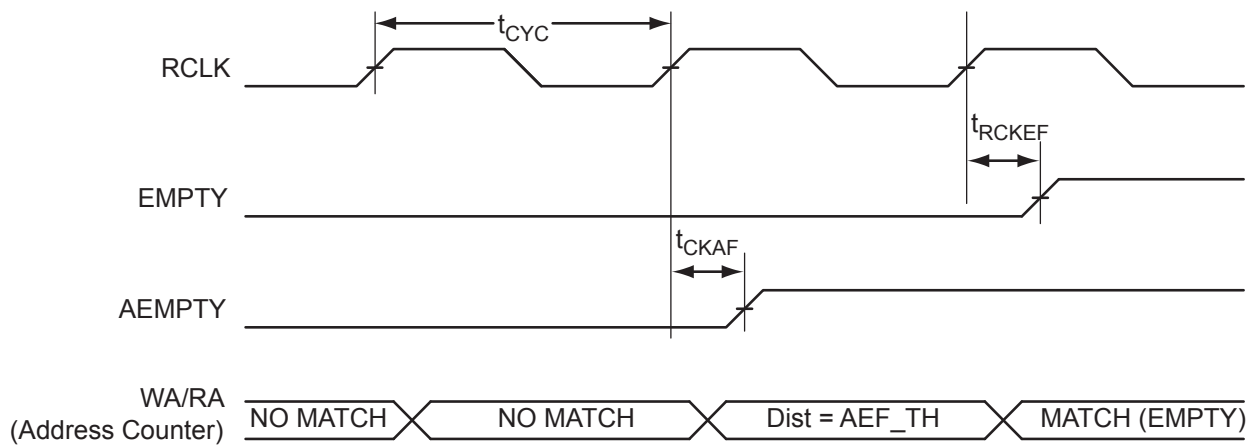 tCYC
RCLK
tRCKEF
EMPTY
tCKAF
AEMPTY
WA/RA
(Address Counter)
NO MATCH
NO MATCH
Dist = AEF_TH
MATCH (EMPTY)